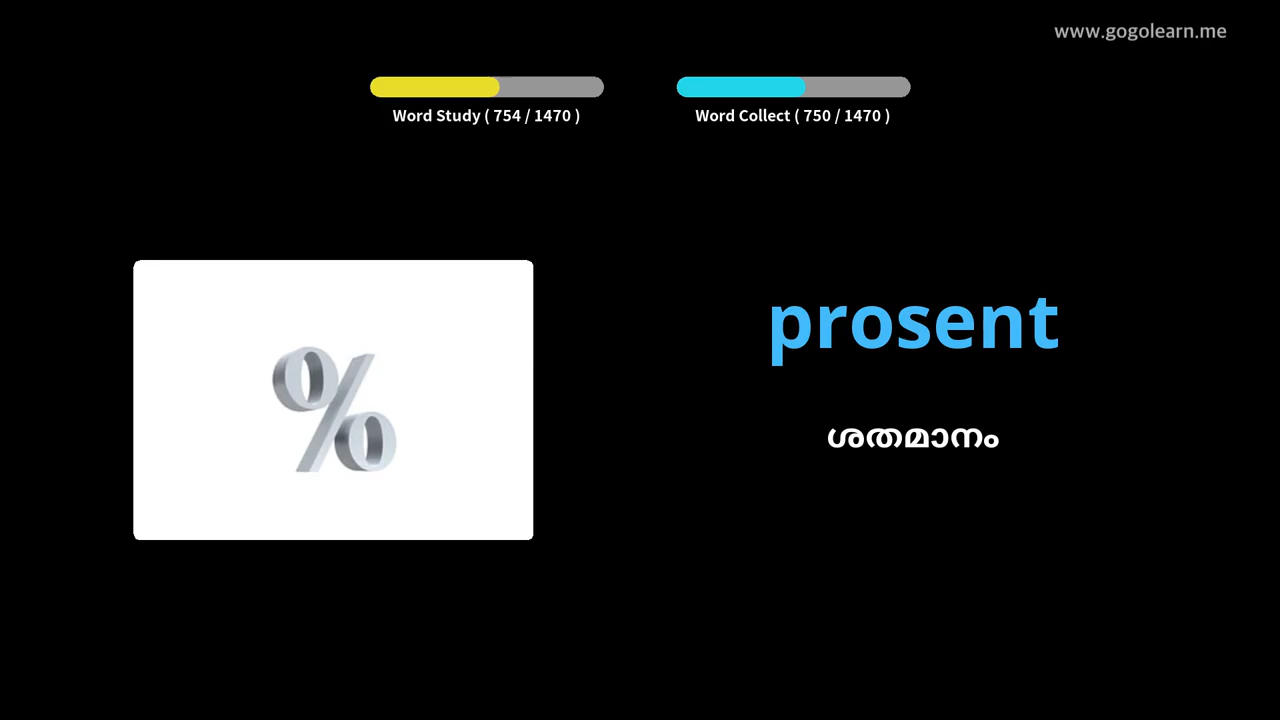 www.gogolearn.me
Word Study ( 754 / 1470 )
Word Collect ( 750 / 1470 )
%
prosent
ശതമാനം